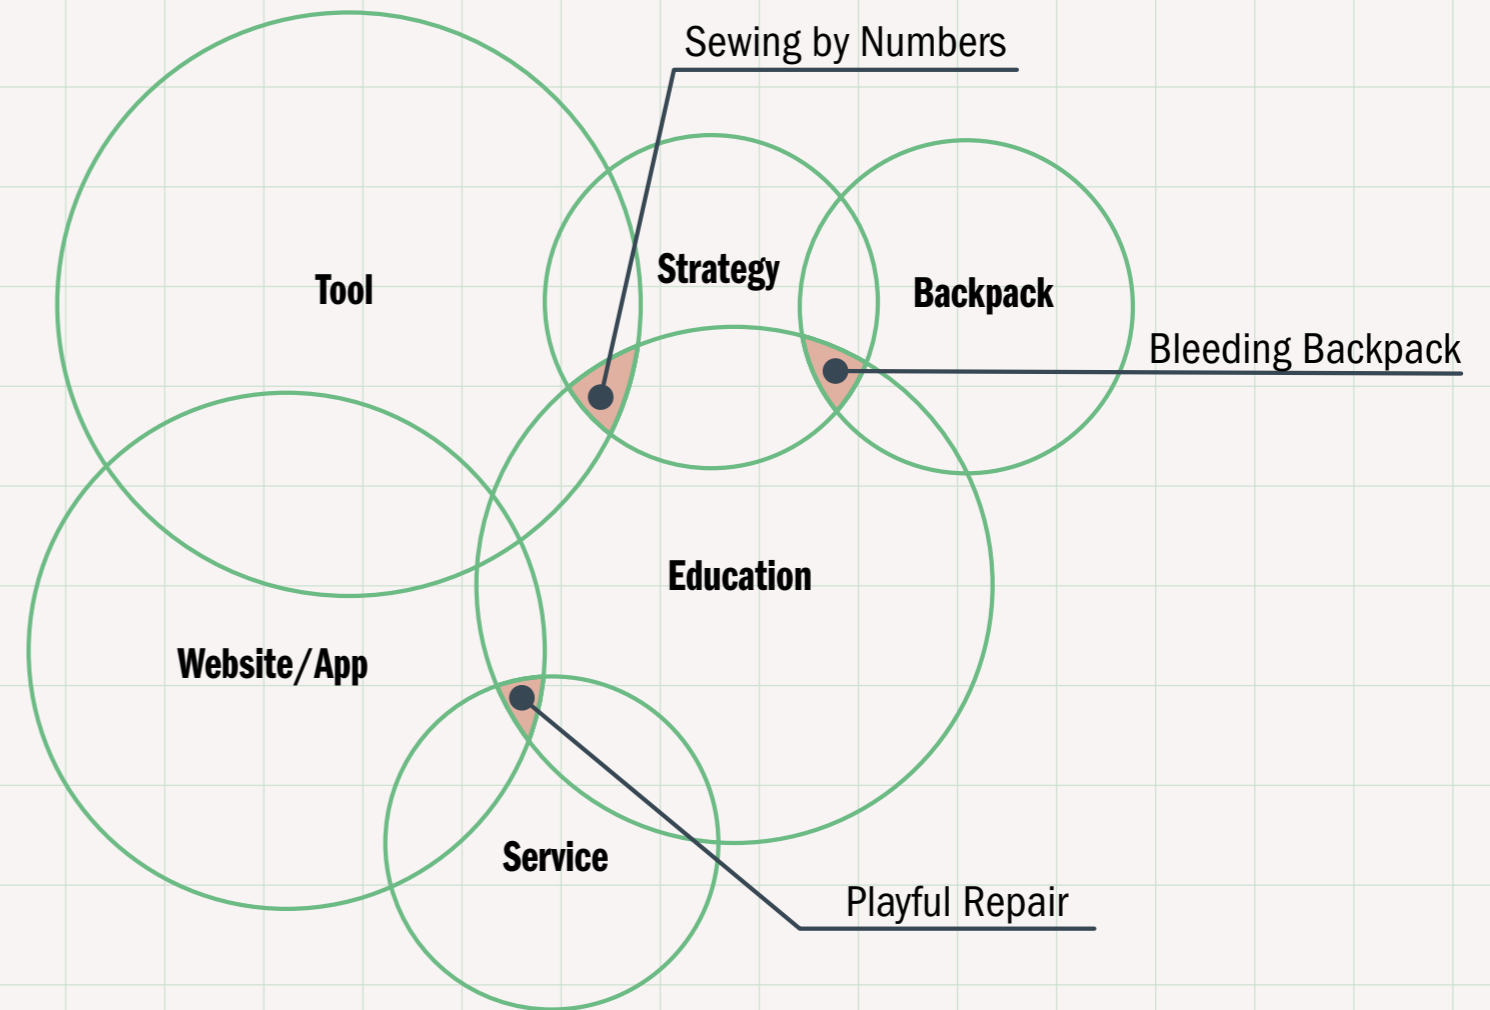 Sewing by Numbers
Strategy
Tool
Backpack
Bleeding Backpack
Education
Website/App
Service
Playful Repair